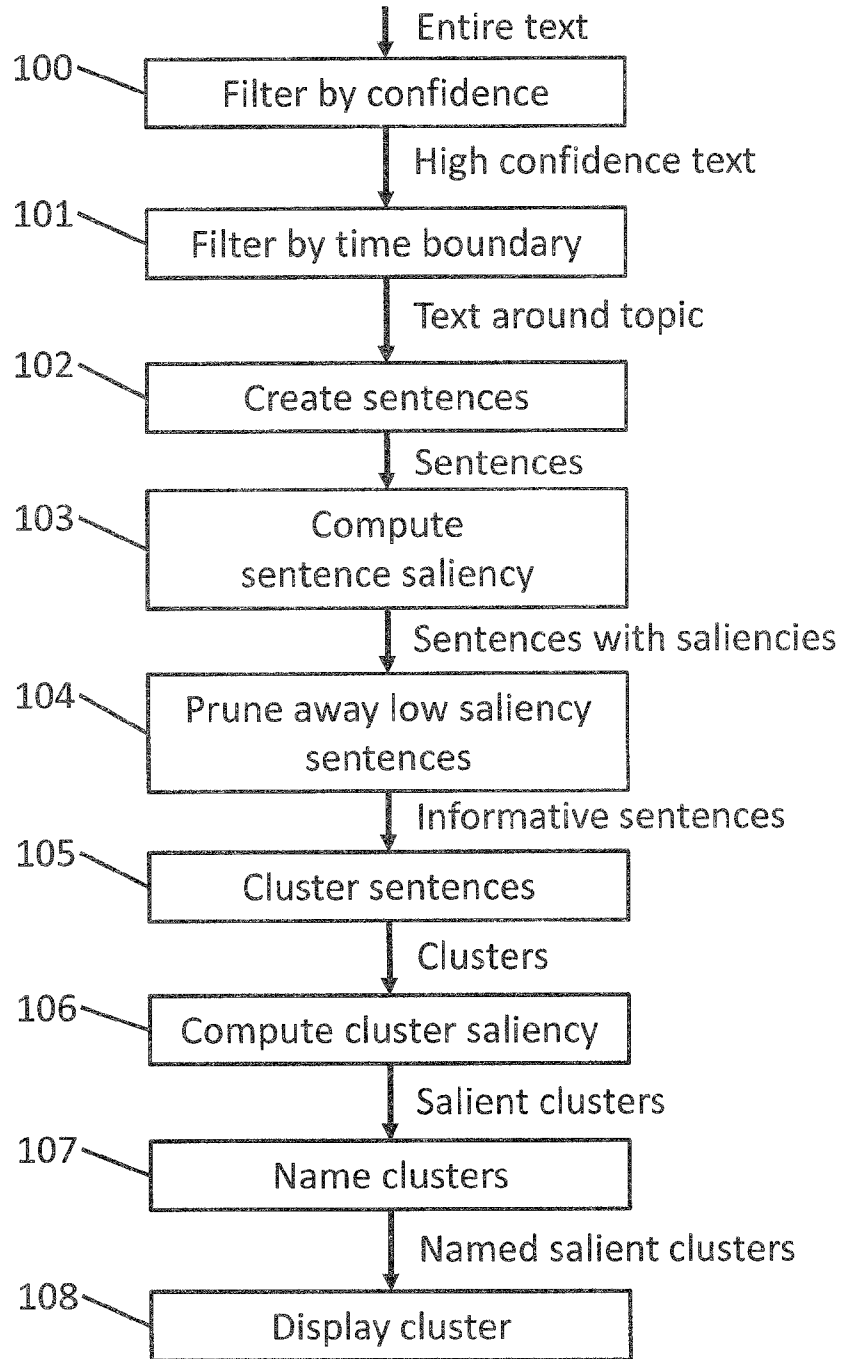 Entire text
100
Filter by confidence
High confidence text
101
Filter by time boundary
Text around topic
102
Create sentences
Sentences
103
Compute
sentence saliency
Sentences with saliencies
104
Prune away low saliency
sentences
Informative sentences
105
Cluster sentences
Clusters
106
Compute cluster saliency
Salient clusters
107
Name clusters
Named salient clusters
108
Display cluster